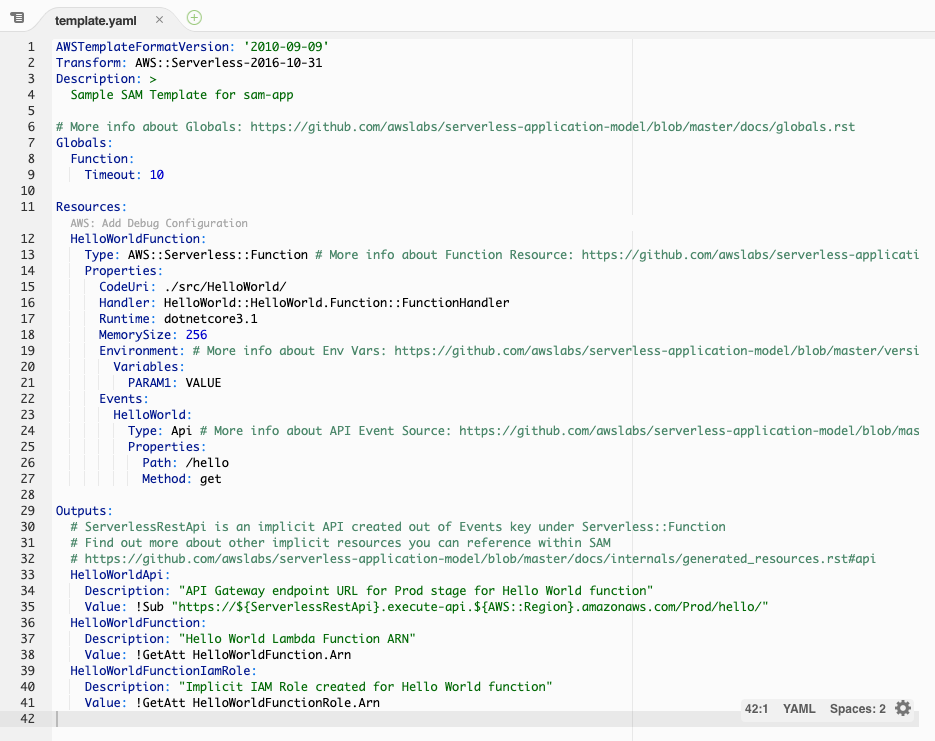 template.yaml
1 AWSTemplateFormatVersion: '2010-09-09'
2 Transform: AWS::Serverless-2016-10-31
3 Description: >
4 Sample SAM Template for sam-app
5
6 # More info about Globals: https://github.com/awslabs/serverless-application-model/blob/master/docs/globals.rst
7 Globals:
8 Function:
9 Timeout: 10
10
11 Resources:
AWS: Add Debug Configuration
12 HelloWorldFunction:
13 Type: AWS::Serverless::Function # More info about Function Resource: https://github.com/awslabs/serverless-applicati
14 Properties:
15 CodeUri: ./src/HelloWorld/
16 Handler: HelloWorld::HelloWorld.Function::FunctionHandler
17 Runtime: dotnetcore3.1
18 MemorySize: 256
19 Environment: # More info about Env Vars: https://github.com/awslabs/serverless-application-model/blob/master/versi
20 Variables:
21 PARAM1: VALUE
22 Events:
23 HelloWorld:
24 Type: Api # More info about API Event Source: https://github.com/awslabs/serverless-application-model/blob/mas
25 Properties:
26 Path: /hello
27 Method: get
28
29 Outputs:
30 # ServerlessRestApi is an implicit API created out of Events key under Serverless::Function
31 # Find out more about other implicit resources you can reference within SAM
32 # https://github.com/awslabs/serverless-application-model/blob/master/docs/internals/generated_resources.rst#api
33 HelloWorldApi:
34 Description: "API Gateway endpoint URL for Prod stage for Hello World function"
35 Value: !Sub "https://${ServerlessRestApi}.execute-api.${AWS::Region}.amazonaws.com/Prod/hello/"
36 HelloWorldFunction:
37 Description: "Hello World Lambda Function ARN"
38 Value: !GetAtt HelloWorldFunction.Arn
39 HelloWorldFunctionIamRole:
40 Description: "Implicit IAM Role created for Hello World function"
41 Value: !GetAtt HelloWorldFunctionRole.Arn
42
42:1 YAML Spaces: 2